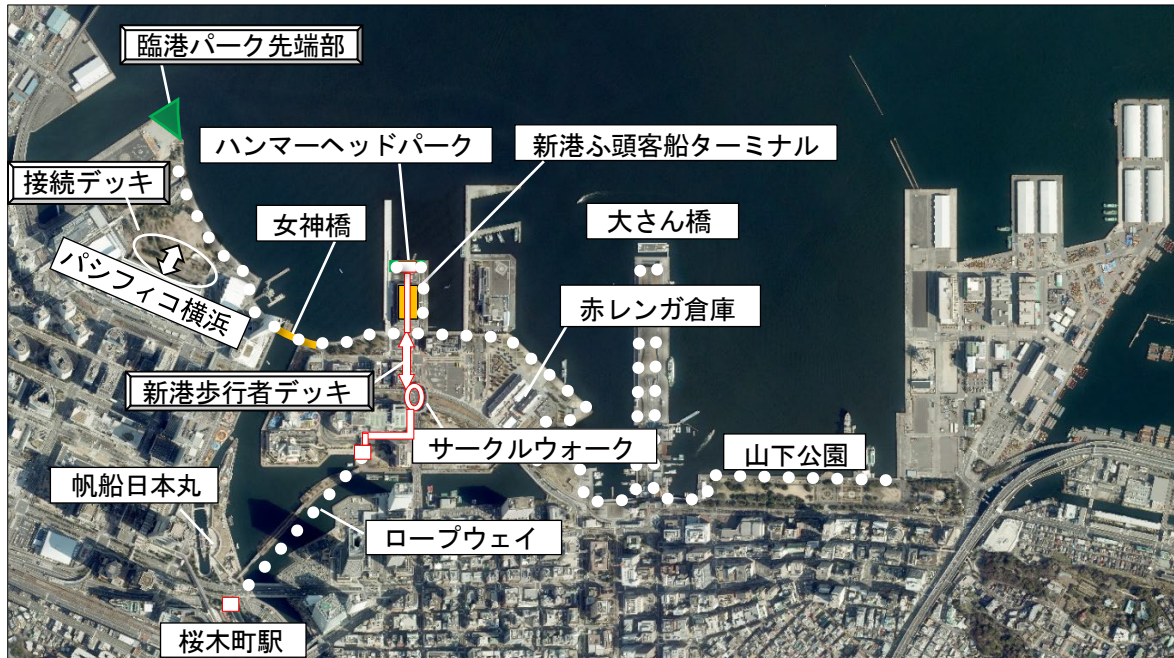 臨港パーク先端部
ハンマーヘッドパーク
新港ふ頭客船ターミナル
接続デッキ
女神橋
大さん橋
パシフィコ横浜
赤レンガ倉庫
新港歩行者デッキ
サークルウォーク
山下公園
帆船日本丸
ロープウェイ
桜木町駅